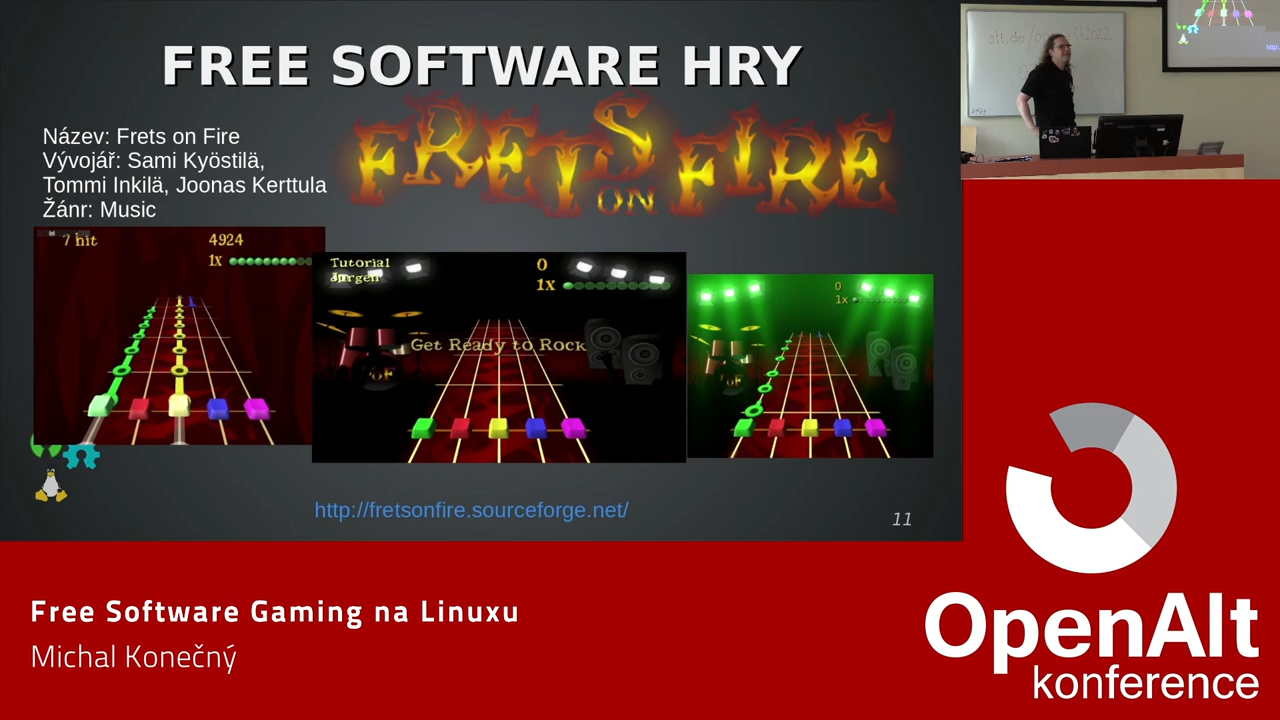 FREE SOFTWARE HRY
FRETS ON FIRE
Název: Frets on Fire
Vývojář: Sami Kyöstilä,
Tommi Inkilä, Joonas Kerttula
Žánr: Music
7 hit
4924
1x
Tutorial
Jurgen
0
1x
Get Ready to Rock
0
1x
http://fretsonfire.sourceforge.net/
11
Free Software Gaming na Linuxu
Michal Konečný
OpenAlt
konference